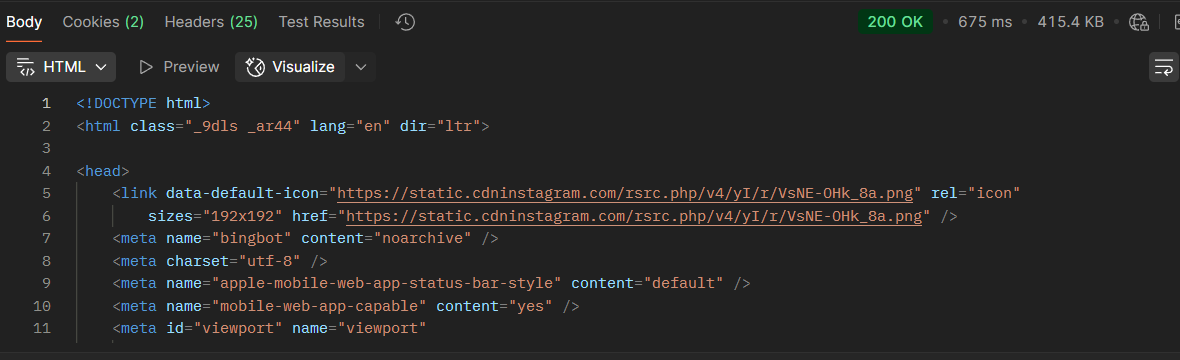 Body Cookies (2) Headers (25) Test Results 200 OK • 675 ms • 415.4 KB •
HTML Preview Visualize
1 <!DOCTYPE html>
2 <html class="_9dls _ar44" lang="en" dir="ltr">
3
4 <head>
5 <link data-default-icon="https://static.cdninstagram.com/rsrc.php/v4/yI/r/VsNE-OHk_8a.png" rel="icon"
6 sizes="192x192" href="https://static.cdninstagram.com/rsrc.php/v4/yI/r/VsNE-OHk_8a.png" />
7 <meta name="bingbot" content="noarchive" />
8 <meta charset="utf-8" />
9 <meta name="apple-mobile-web-app-status-bar-style" content="default" />
10 <meta name="mobile-web-app-capable" content="yes" />
11 <meta id="viewport" name="viewport"